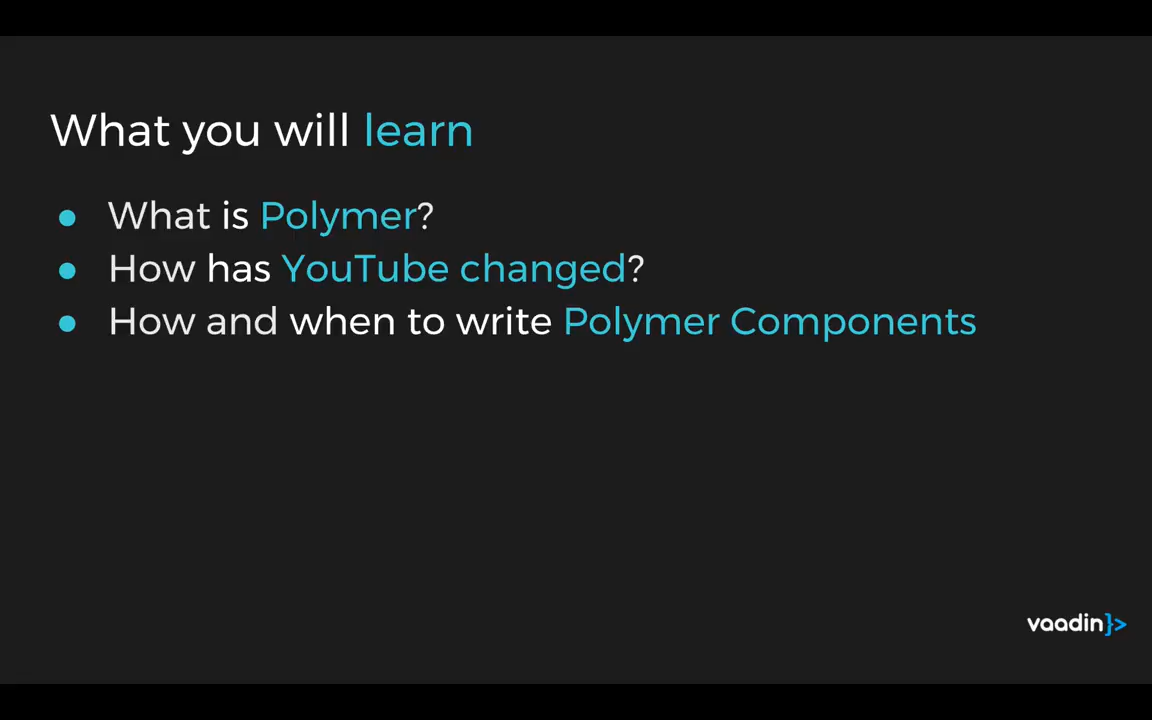 What you will learn
What is Polymer?
How has YouTube changed?
How and when to write Polymer Components
vaadin}>